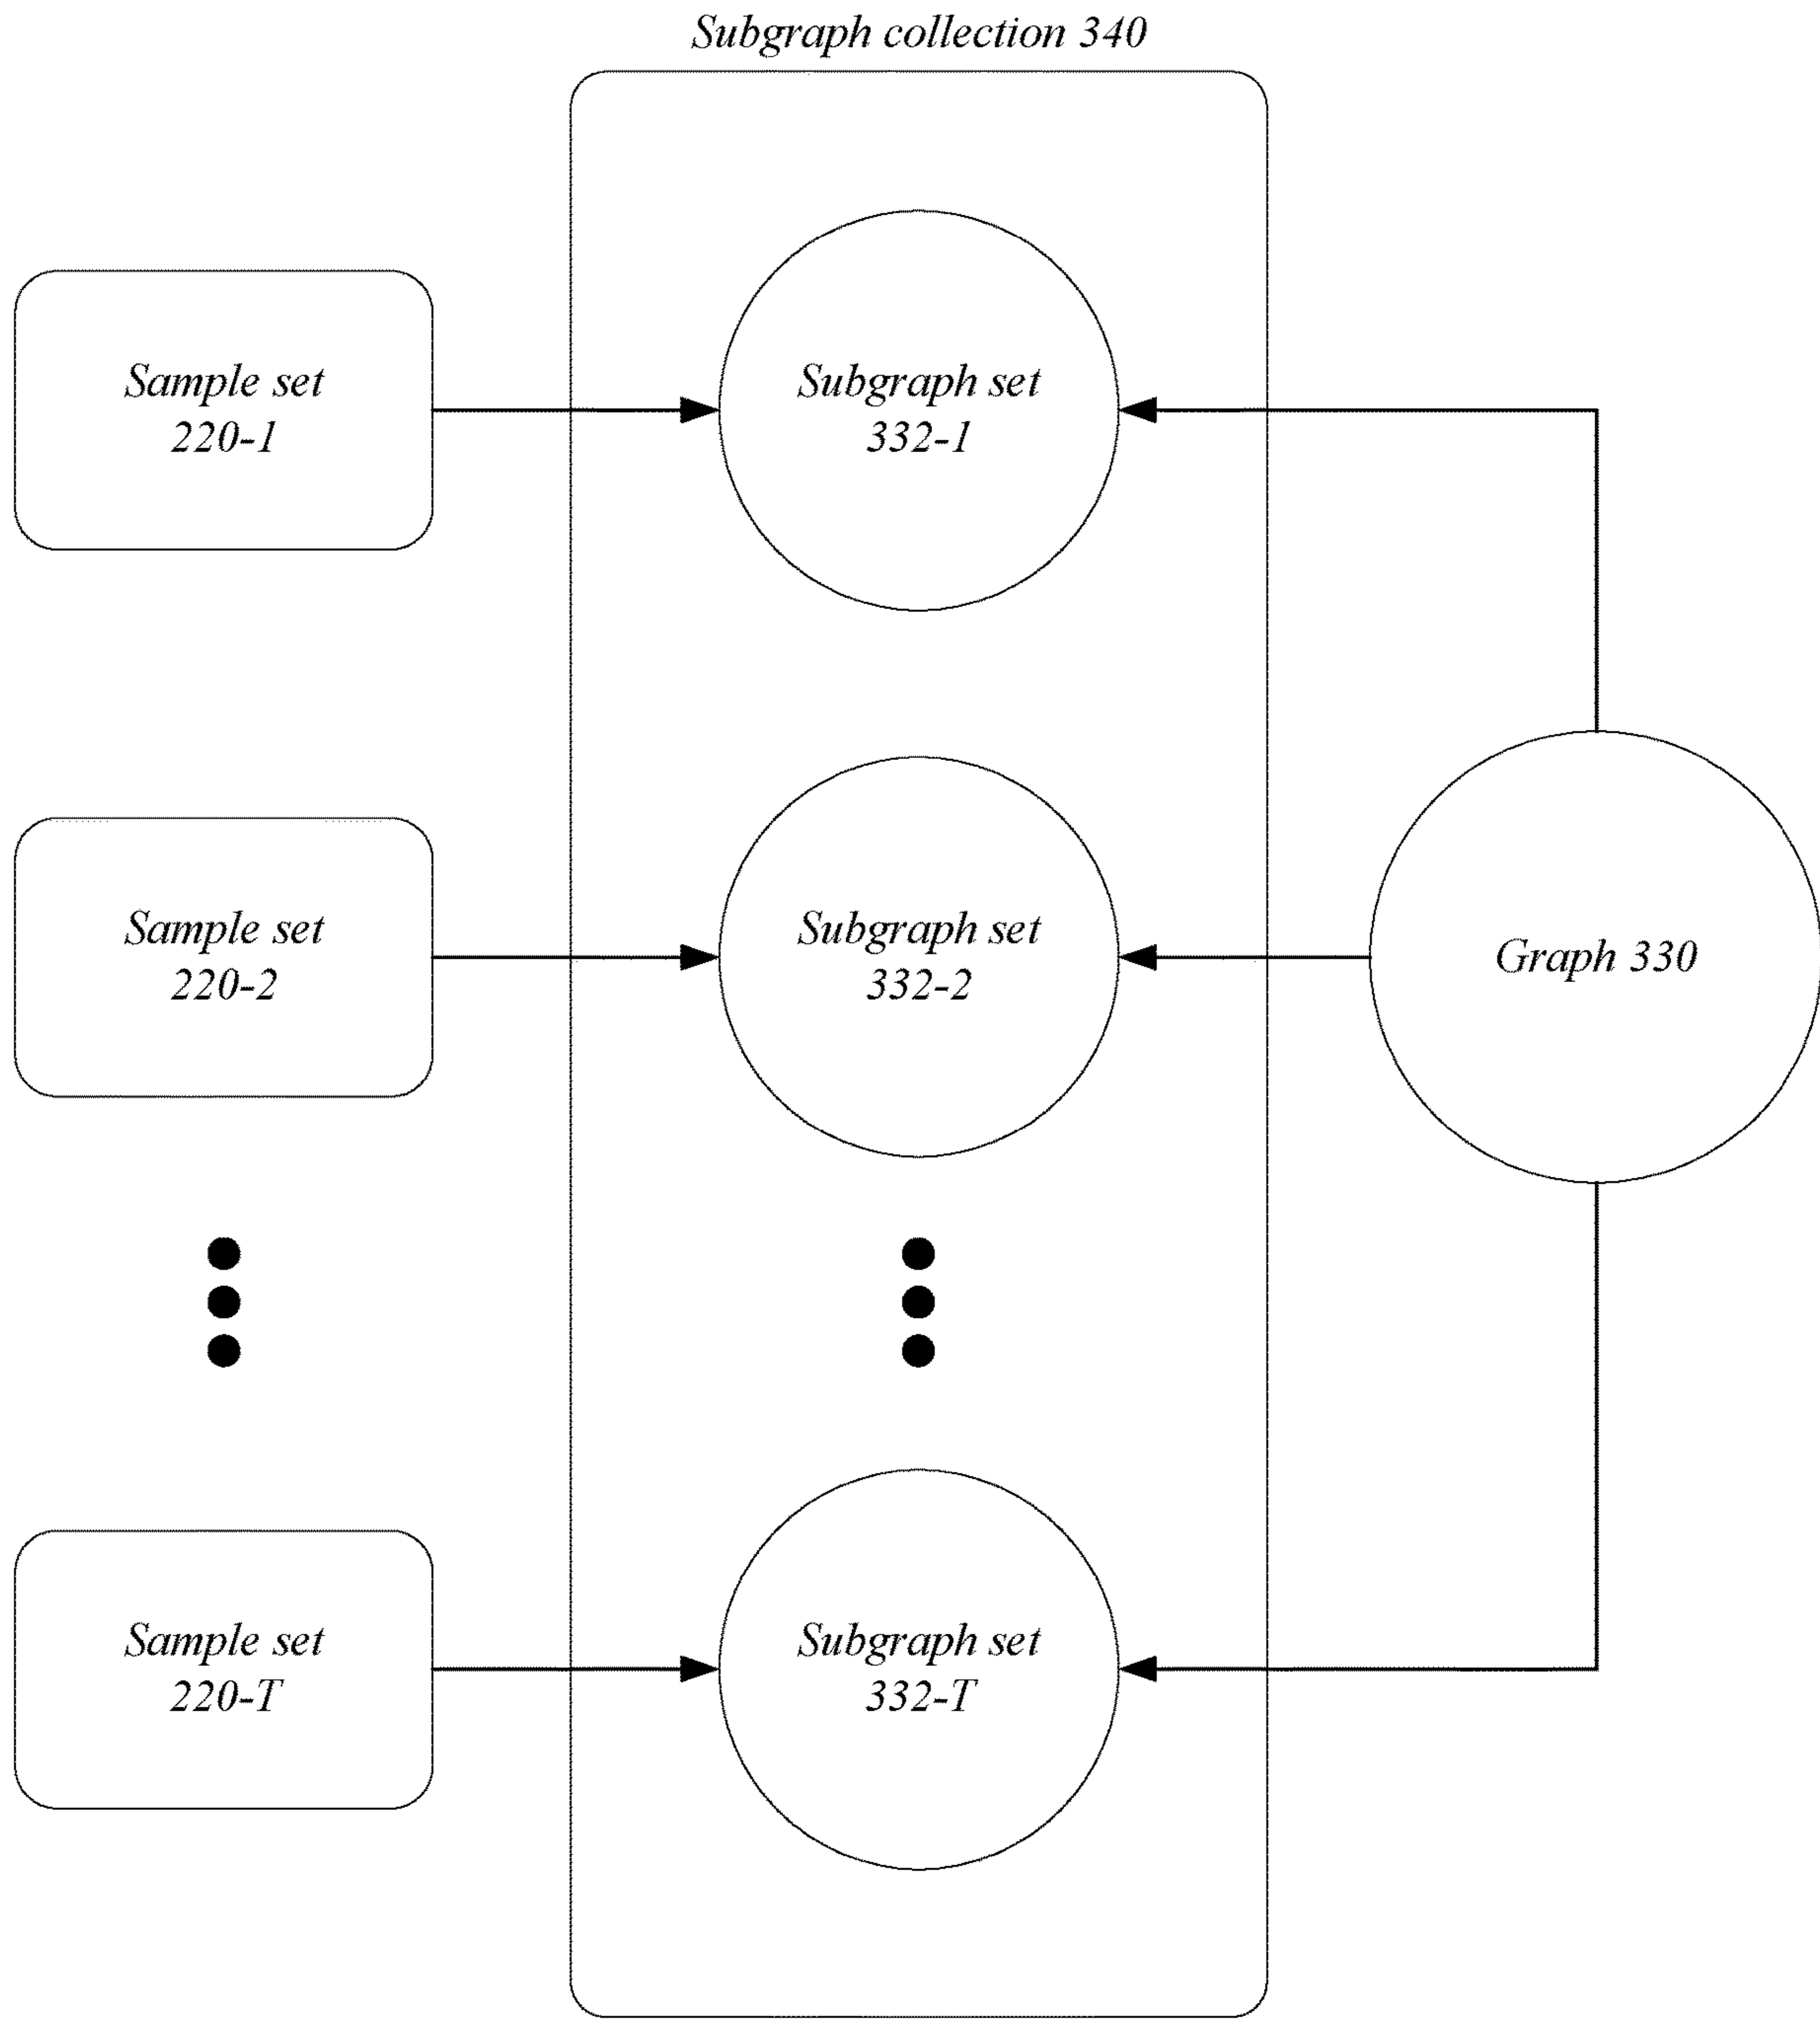 Subgraph collection 340
Sample set
220-1
Subgraph set
332-1
Sample set
220-2
Subgraph set
332-2
Graph 330
Sample set
220-T
Subgraph set
332-T